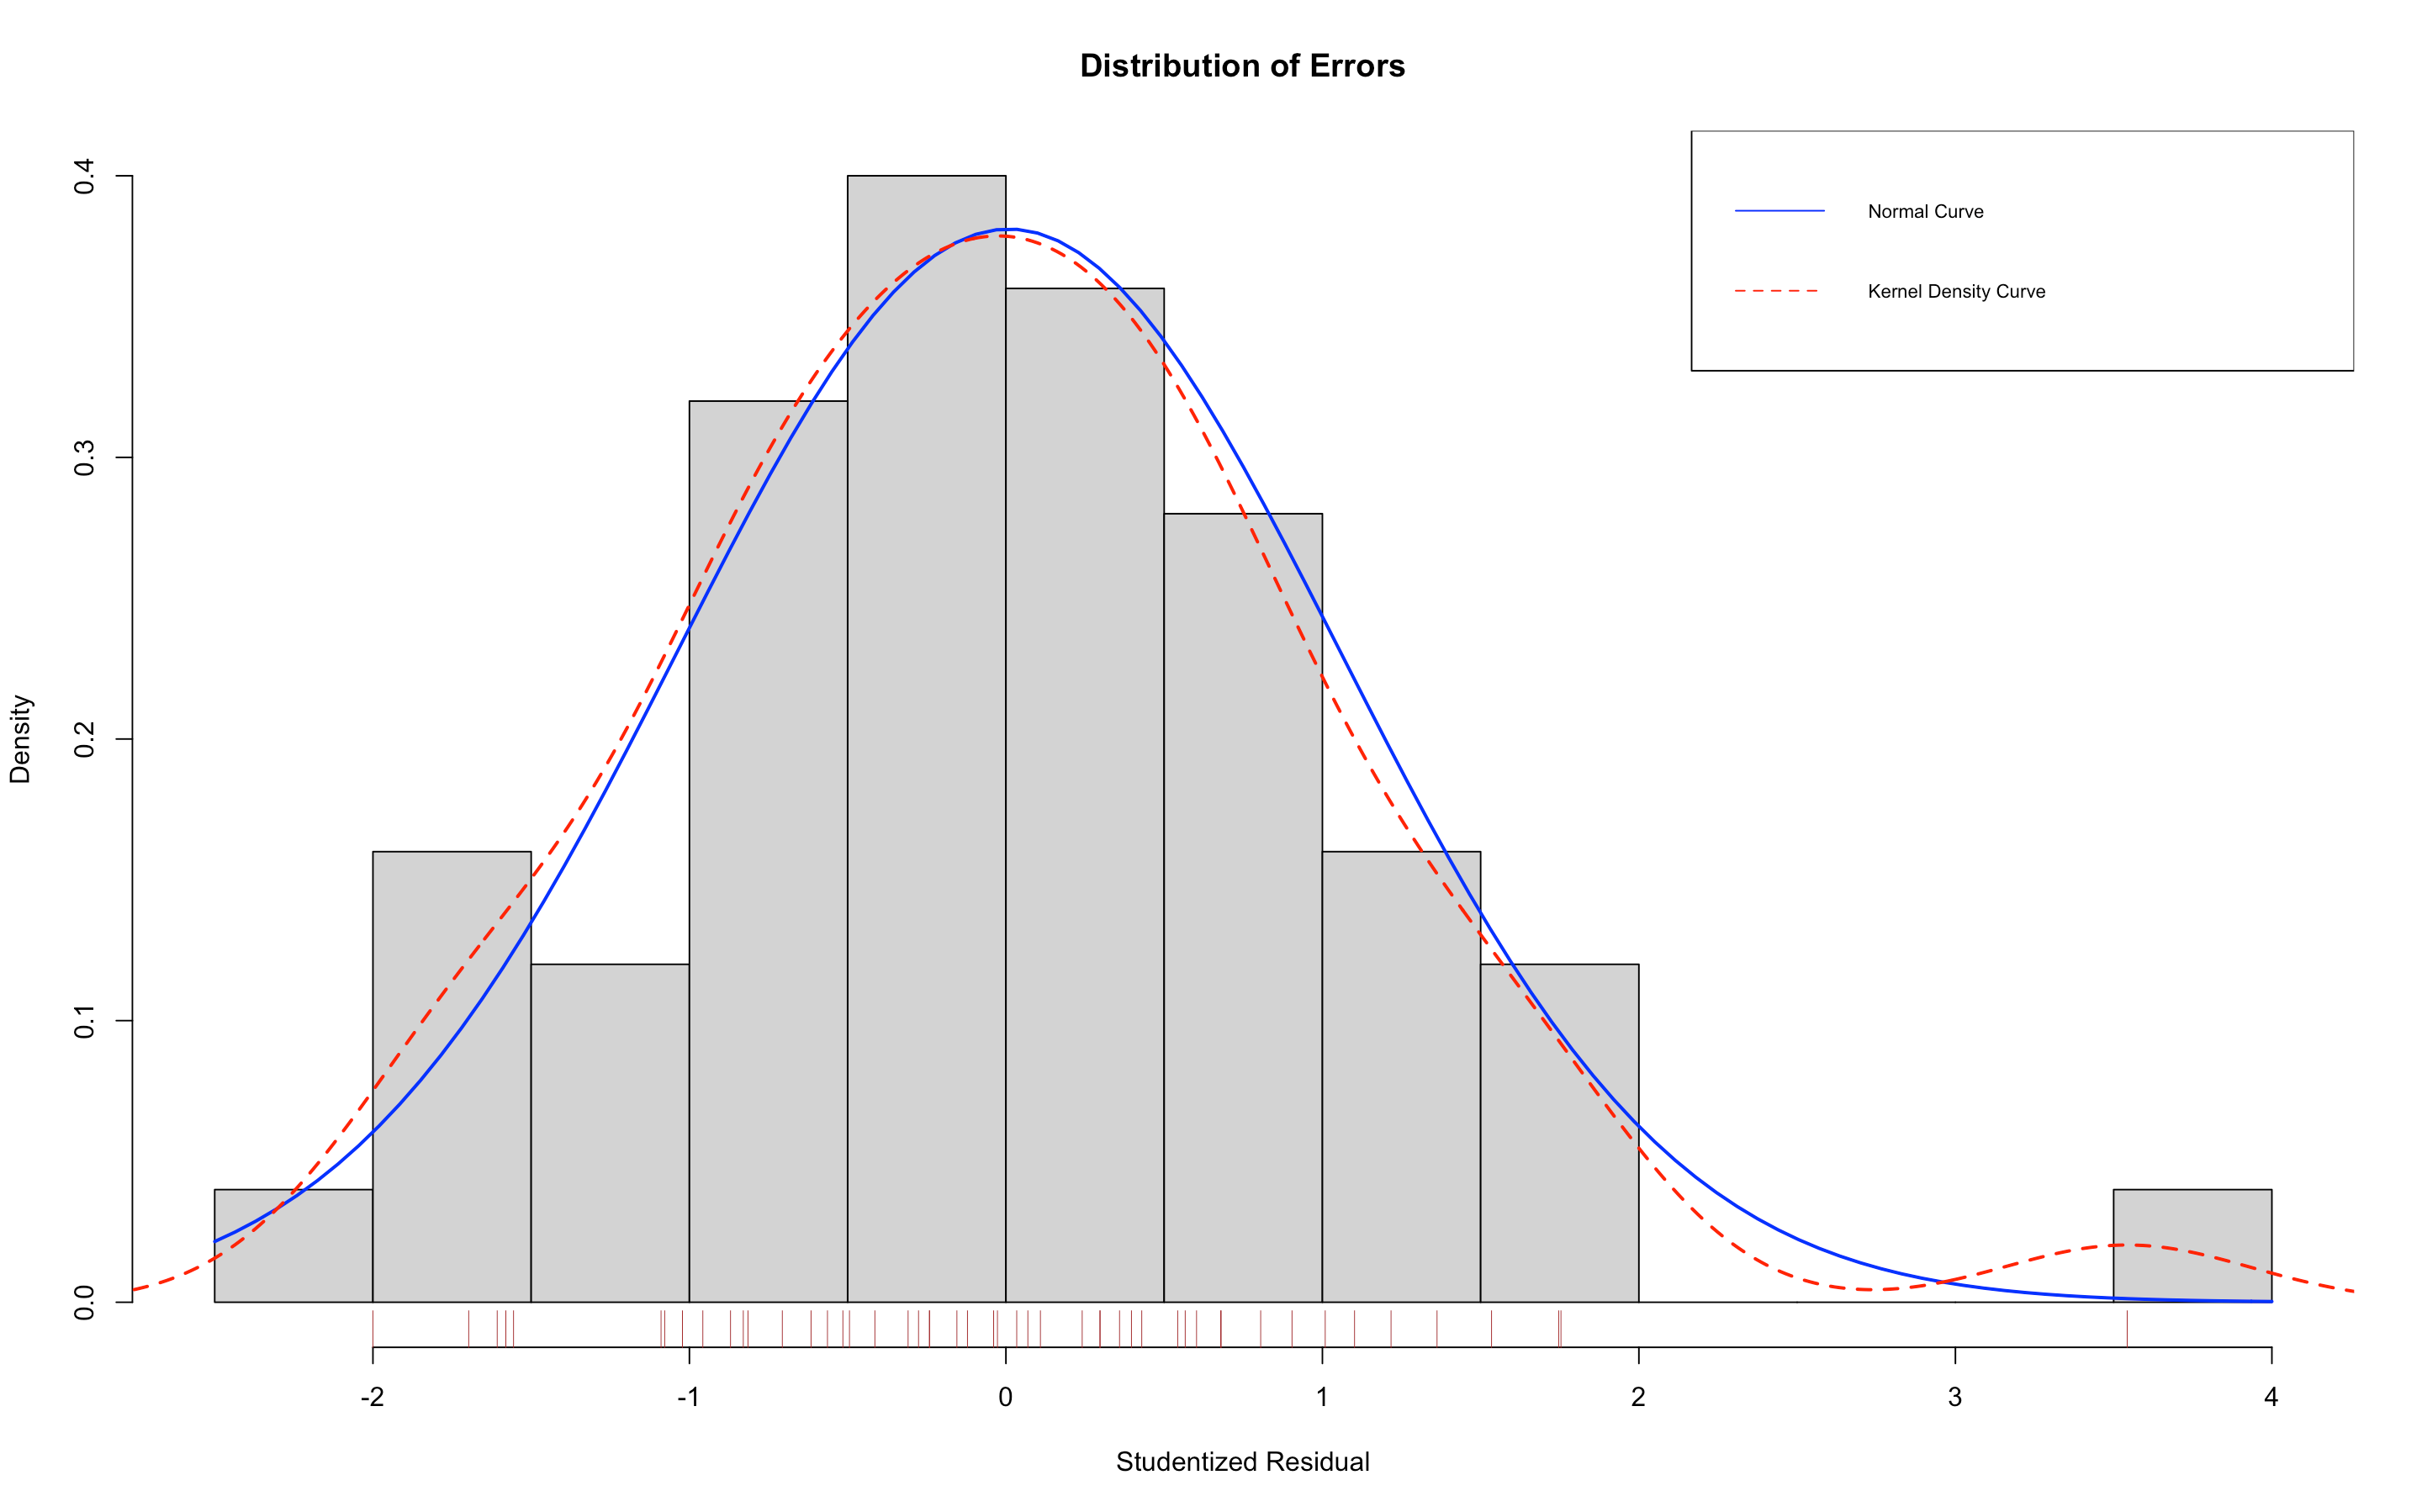 Distribution of Errors
Normal Curve
Kernel Density Curve
Density
0.4
0.3
0.2
0.1
0.0
-2 -1 0 1 2 3 4
Studentized Residual